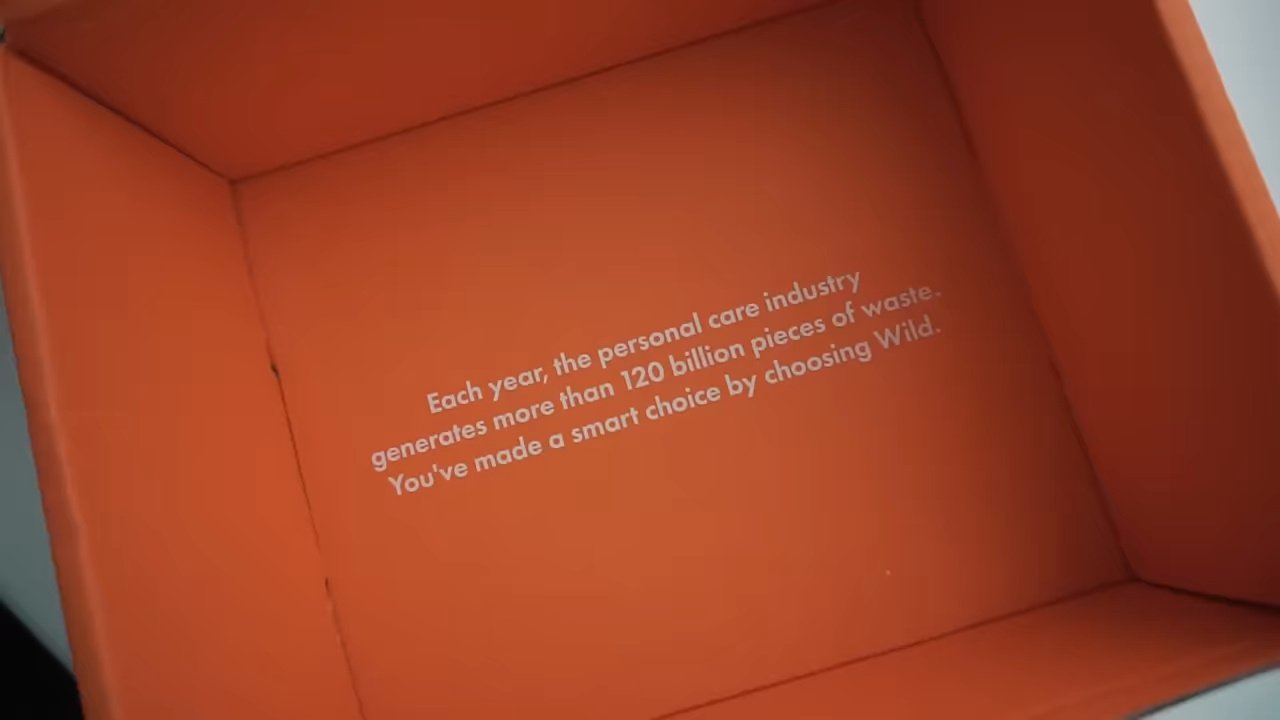 Each year, the personal care industry
generates more than 120 billion pieces of waste.
You've made a smart choice by choosing Wild.